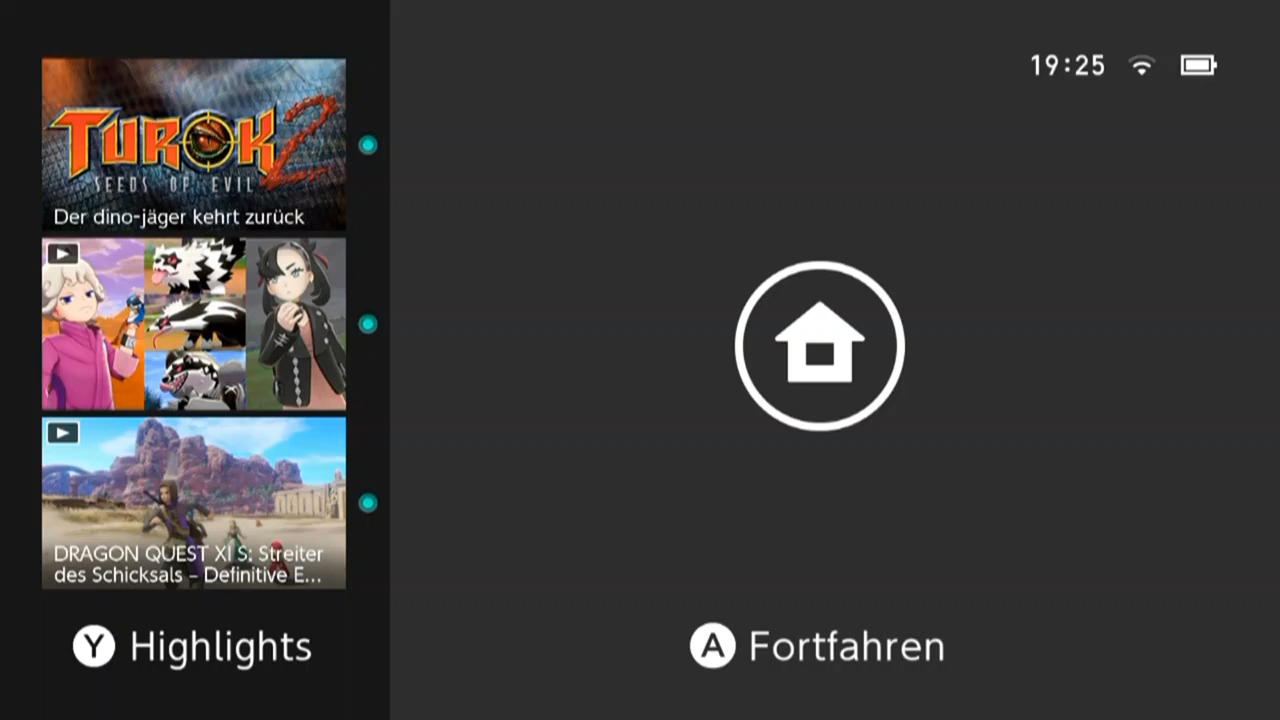 19:25
TUROK 2
SEEDS OF EVIL
Der dino-jäger kehrt zurück
DRAGON QUEST XI S: Streiter
des Schicksals – Definitive E...
Y Highlights
A Fortfahren